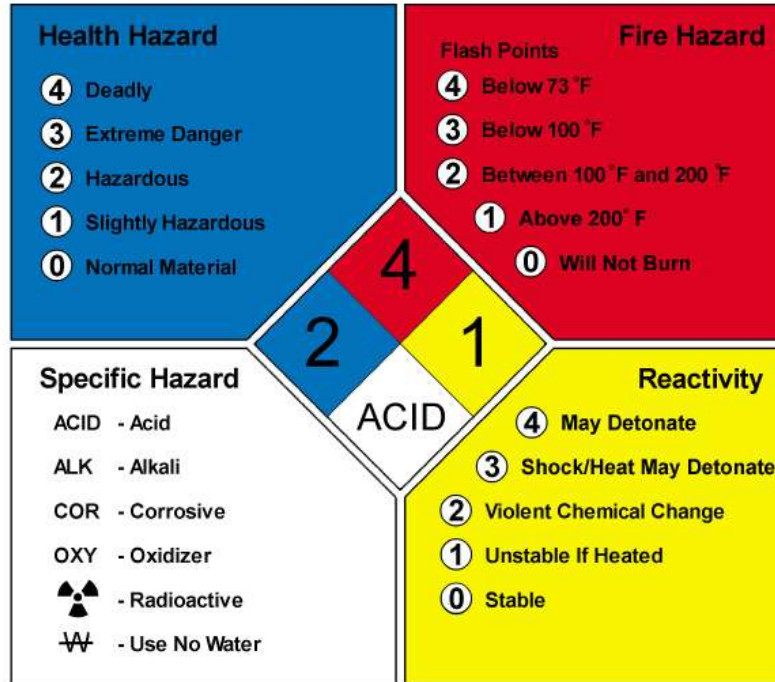 Health Hazard
4 Deadly
3 Extreme Danger
2 Hazardous
1 Slightly Hazardous
0 Normal Material
Fire Hazard
Flash Points
4 Below 73°F
3 Below 100°F
2 Between 100°F and 200°F
1 Above 200°F
0 Will Not Burn
4
2
1
ACID
Specific Hazard
ACID - Acid
ALK - Alkali
COR - Corrosive
OXY - Oxidizer
- Radioactive
W - Use No Water
Reactivity
4 May Detonate
3 Shock/Heat May Detonate
2 Violent Chemical Change
1 Unstable If Heated
0 Stable